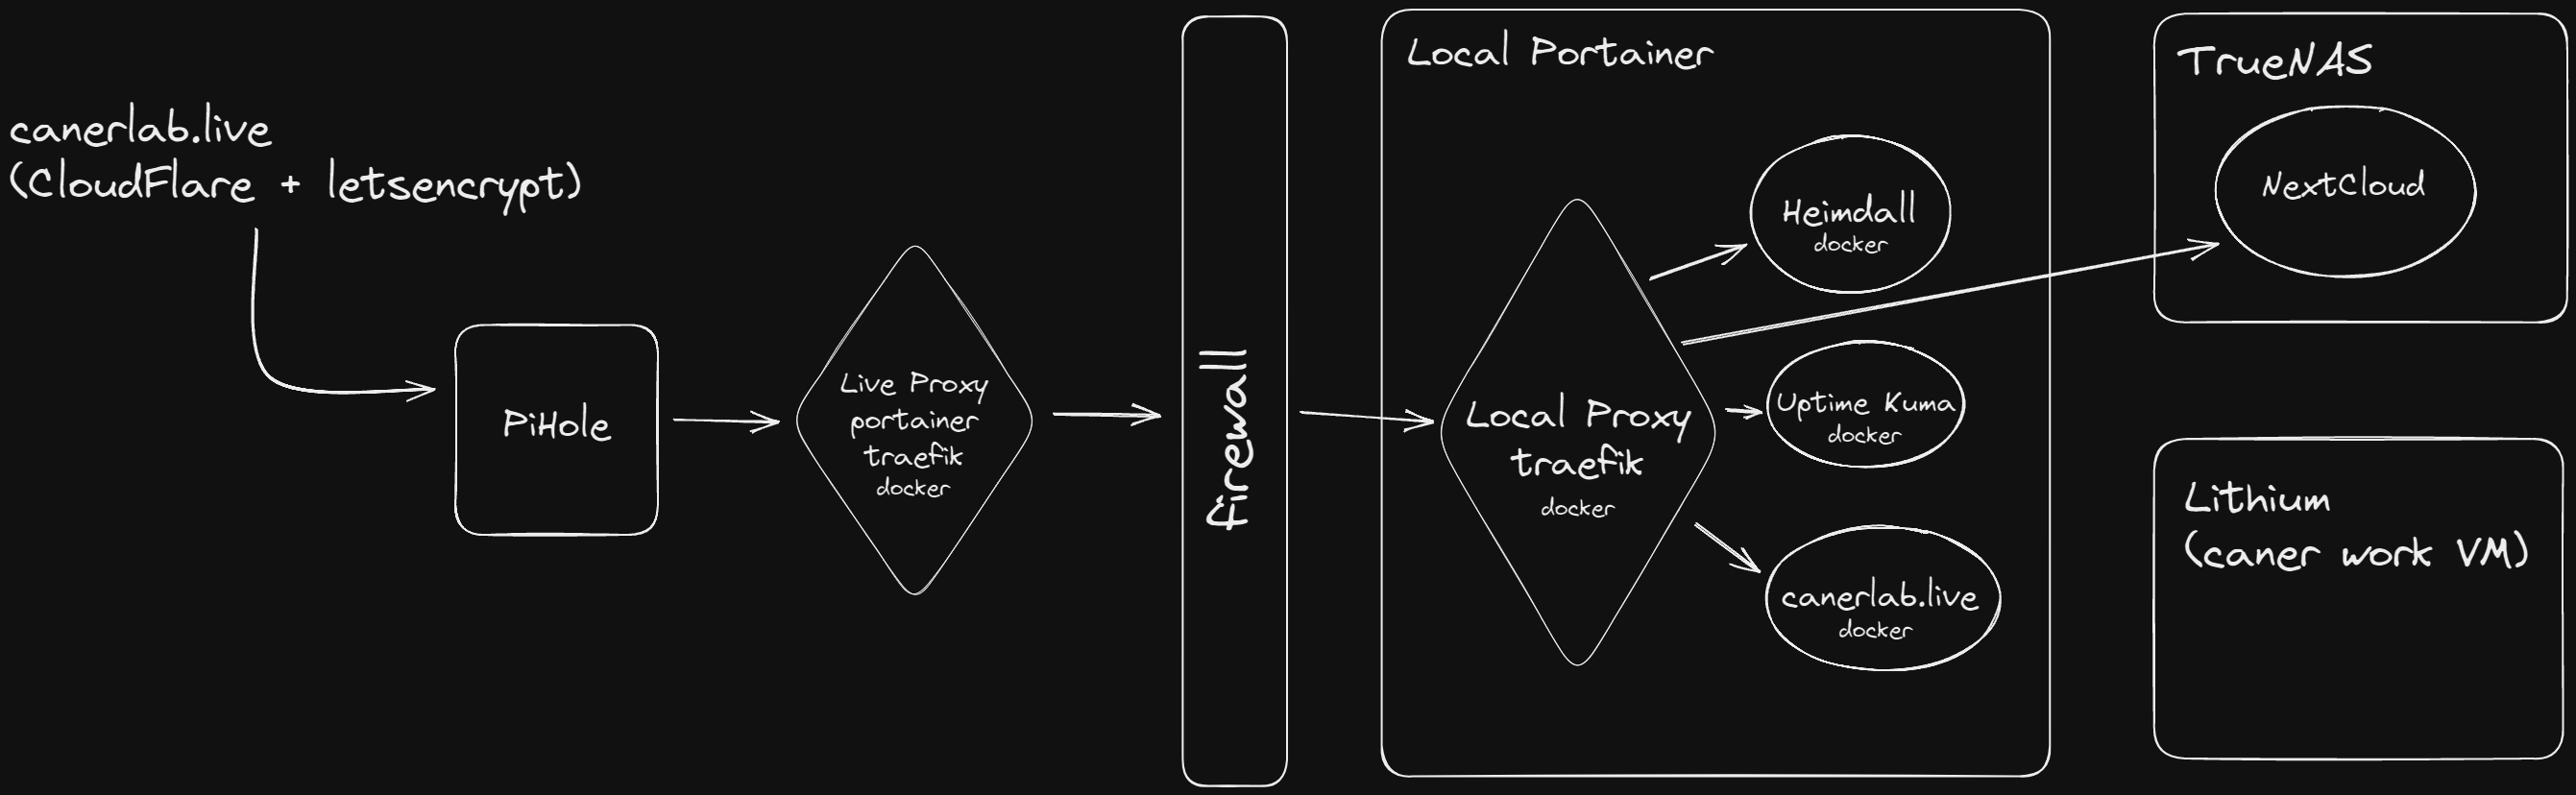 canerlab.live
(CloudFlare + letsencrypt)
PiHole
Live Proxy
portainer
traefik
docker
firewall
Local Portainer
Local Proxy
traefik
docker
Heimdall
docker
Uptime Kuma
docker
canerlab.live
docker
TrueNAS
NextCloud
Lithium
(caner work VM)